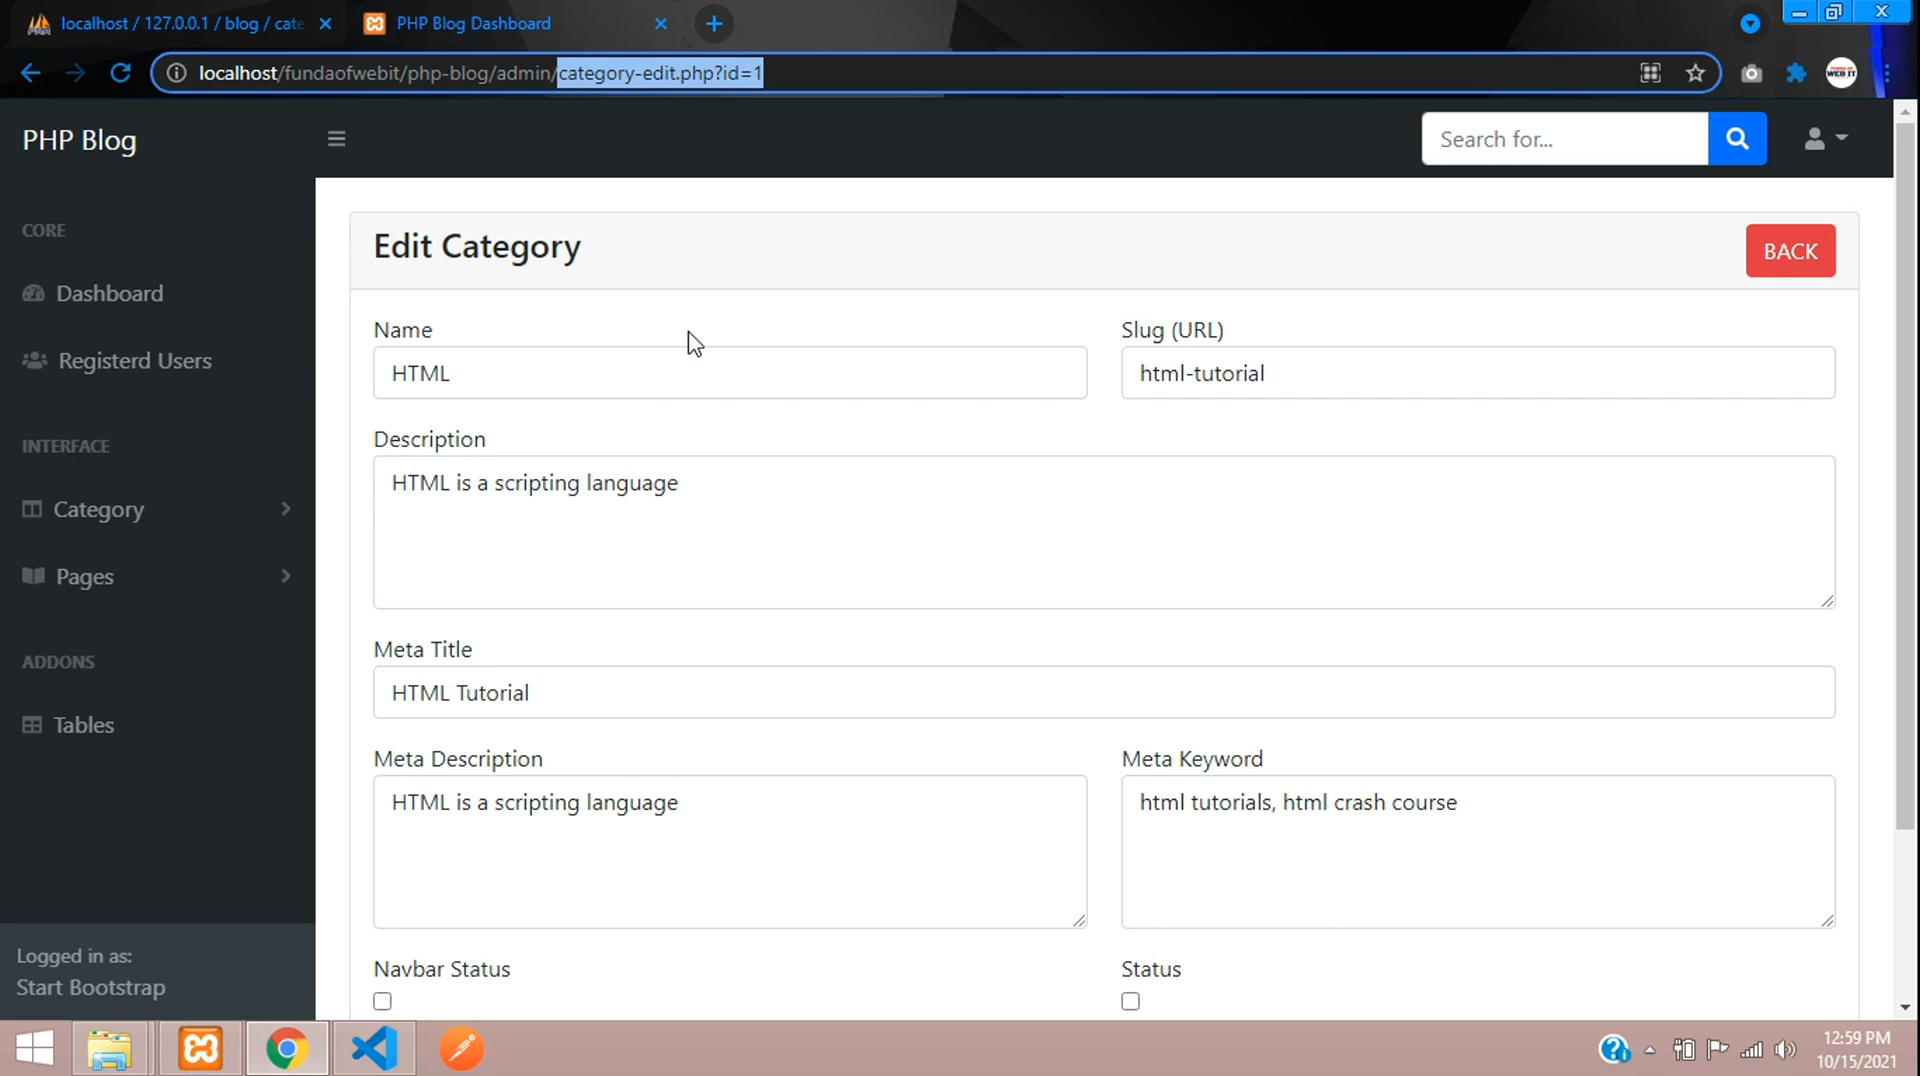 localhost / 127.0.0.1 / blog / cate
PHP Blog Dashboard
localhost/fundaofwebit/php-blog/admin/category-edit.php?id=1
WEB IT
PHP Blog
Search for...
CORE
Edit Category
BACK
Dashboard
Name
Slug (URL)
Registerd Users
HTML
html-tutorial
INTERFACE
Description
HTML is a scripting language
Category
Pages
Meta Title
ADDONS
HTML Tutorial
Tables
Meta Description
Meta Keyword
HTML is a scripting language
html tutorials, html crash course
Logged in as:
Navbar Status
Status
Start Bootstrap
12:59 PM
10/15/2021